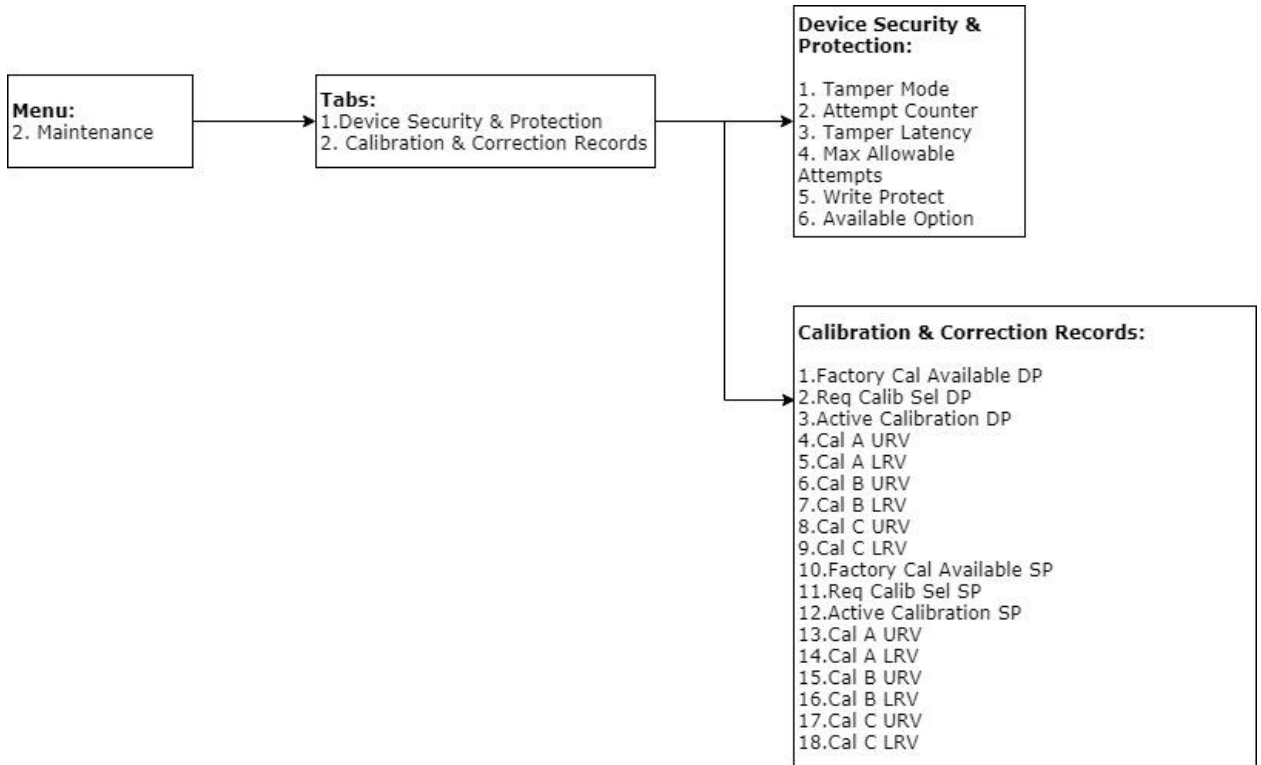 Menu:
2. Maintenance
Tabs:
1.Device Security & Protection
2. Calibration & Correction Records
Device Security &
Protection:
1. Tamper Mode
2. Attempt Counter
3. Tamper Latency
4. Max Allowable
Attempts
5. Write Protect
6. Available Option
Calibration & Correction Records:
1.Factory Cal Available DP
2.Req Calib Sel DP
3.Active Calibration DP
4.Cal A URV
5.Cal A LRV
6.Cal B URV
7.Cal B LRV
8.Cal C URV
9.Cal C LRV
10.Factory Cal Available SP
11.Req Calib Sel SP
12.Active Calibration SP
13.Cal A URV
14.Cal A LRV
15.Cal B URV
16.Cal B LRV
17.Cal C URV
18.Cal C LRV